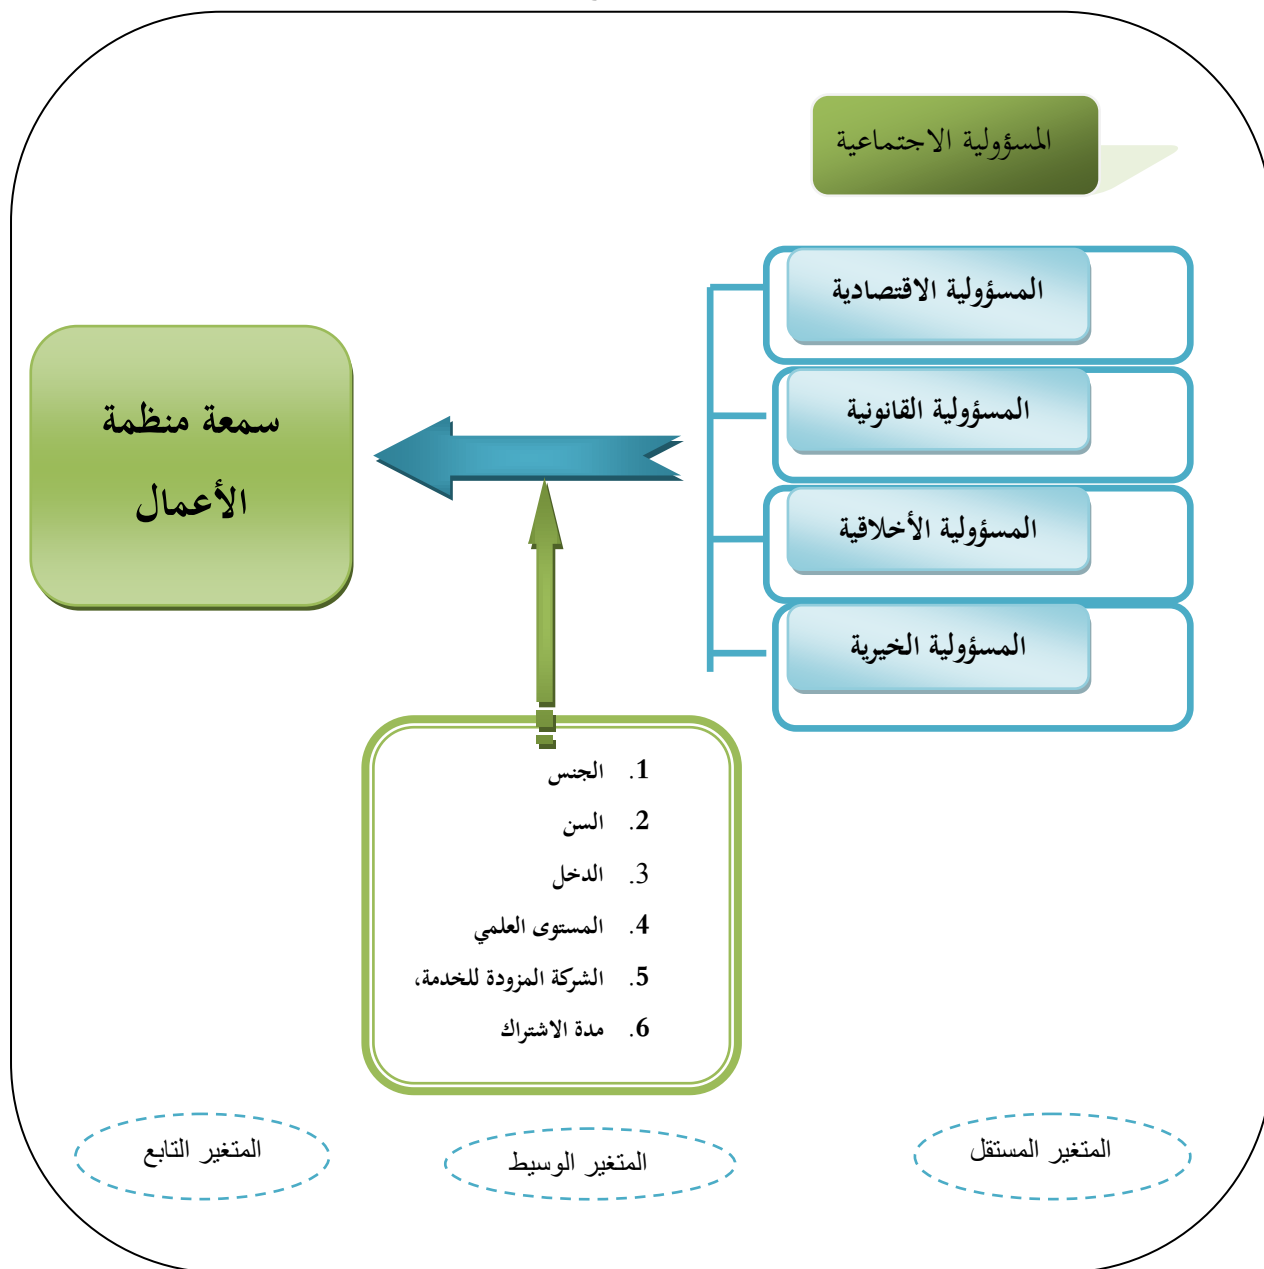 المسؤولية الاجتماعية
المسؤولية الاقتصادية
المسؤولية القانونية
المسؤولية الأخلاقية
المسؤولية الخيرية
سمعة منظمة
الأعمال
1. الجنس
2. السن
3. الدخل
4. المستوى العلمي
5. الشركة المزودة للخدمة،
6. مدة الاشتراك
المتغير المستقل
المتغير الوسيط
المتغير التابع